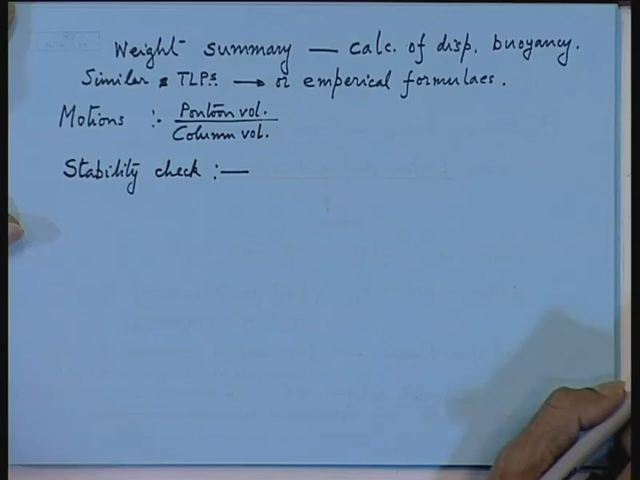 Weight summary — calc. of disp. buoyancy.
Similar TLPs → or emperical formulaes.
Motions :- Pontoon vol. / Column vol.
Stability check :—